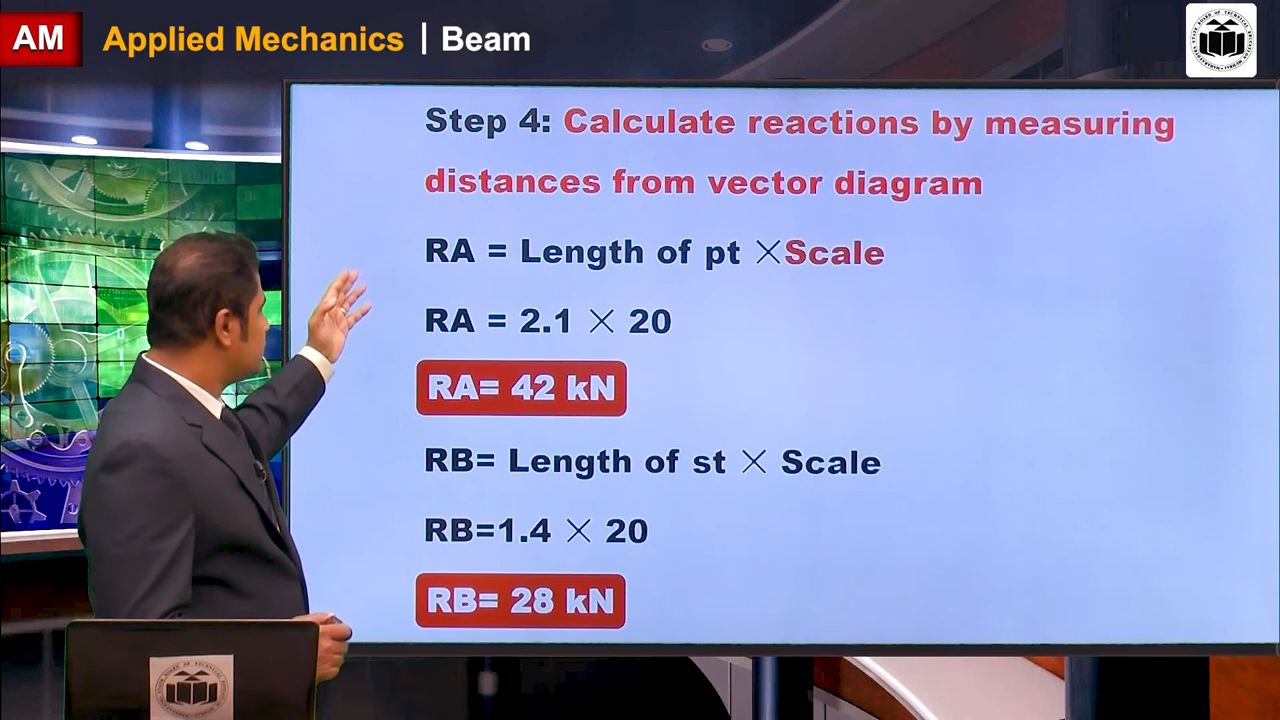 AM Applied Mechanics | Beam
Step 4: Calculate reactions by measuring
distances from vector diagram
RA = Length of pt ×Scale
RA = 2.1 × 20
RA= 42 kN
RB= Length of st × Scale
RB=1.4 × 20
RB= 28 kN